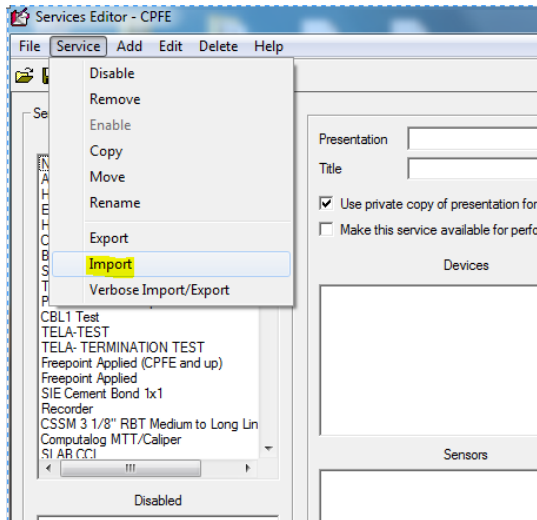 Services Editor - CPFE
File Service Add Edit Delete Help
Disable
Remove
Enable
Copy
Move
Rename
Export
Import
Verbose Import/Export
Se
N
A
H
E
H
C
B
S
T
P
CBL1 Test
TELA-TEST
TELA- TERMINATION TEST
Freepoint Applied (CPFE and up)
Freepoint Applied
SIE Cement Bond 1x1
Recorder
CSSM 3 1/8" RBT Medium to Long Lin
Computalog MTT/Caliper
SLAB CCL
Disabled
Presentation
Title
Use private copy of presentation for
Make this service available for perfo
Devices
Sensors